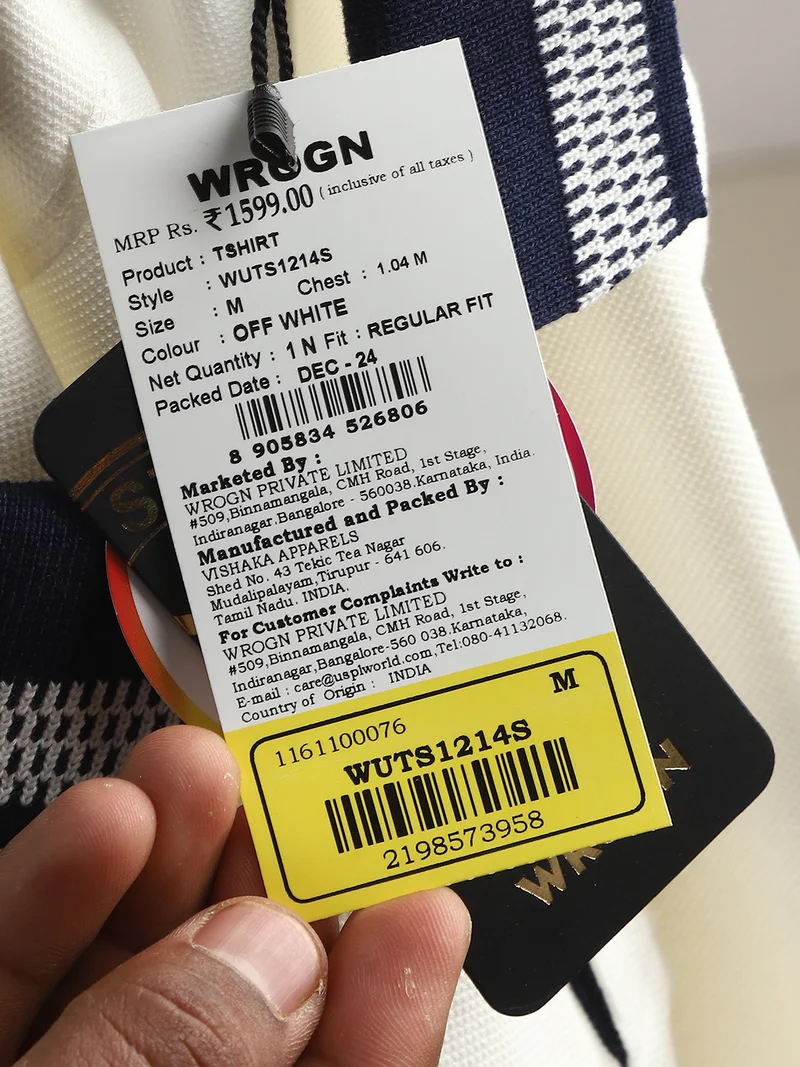 WROGN
MRP Rs. ₹1599.00 ( inclusive of all taxes )
Product : TSHIRT
Style : WUTS1214S
Size : M Chest : 1.04 M
Colour : OFF WHITE
Net Quantity : 1 N Fit : REGULAR FIT
Packed Date : DEC - 24
8 905834 526806
Marketed By :
WROGN PRIVATE LIMITED
#509,Binnamangala, CMH Road, 1st Stage,
Indiranagar.Bangalore - 560038.Karnataka, India.
Manufactured and Packed By :
VISHAKA APPARELS
Shed No. 43 Tekic Tea Nagar
Mudalipalayam,Tirupur - 641 606.
Tamil Nadu. INDIA.
For Customer Complaints Write to :
WROGN PRIVATE LIMITED
#509,Binnamangala, CMH Road, 1st Stage,
Indiranagar,Bangalore-560 038.Karnataka,
E-mail : care@usplworld.com,Tel:080-41132068.
Country of Origin : INDIA
M
1161100076
WUTS1214S
2198573958